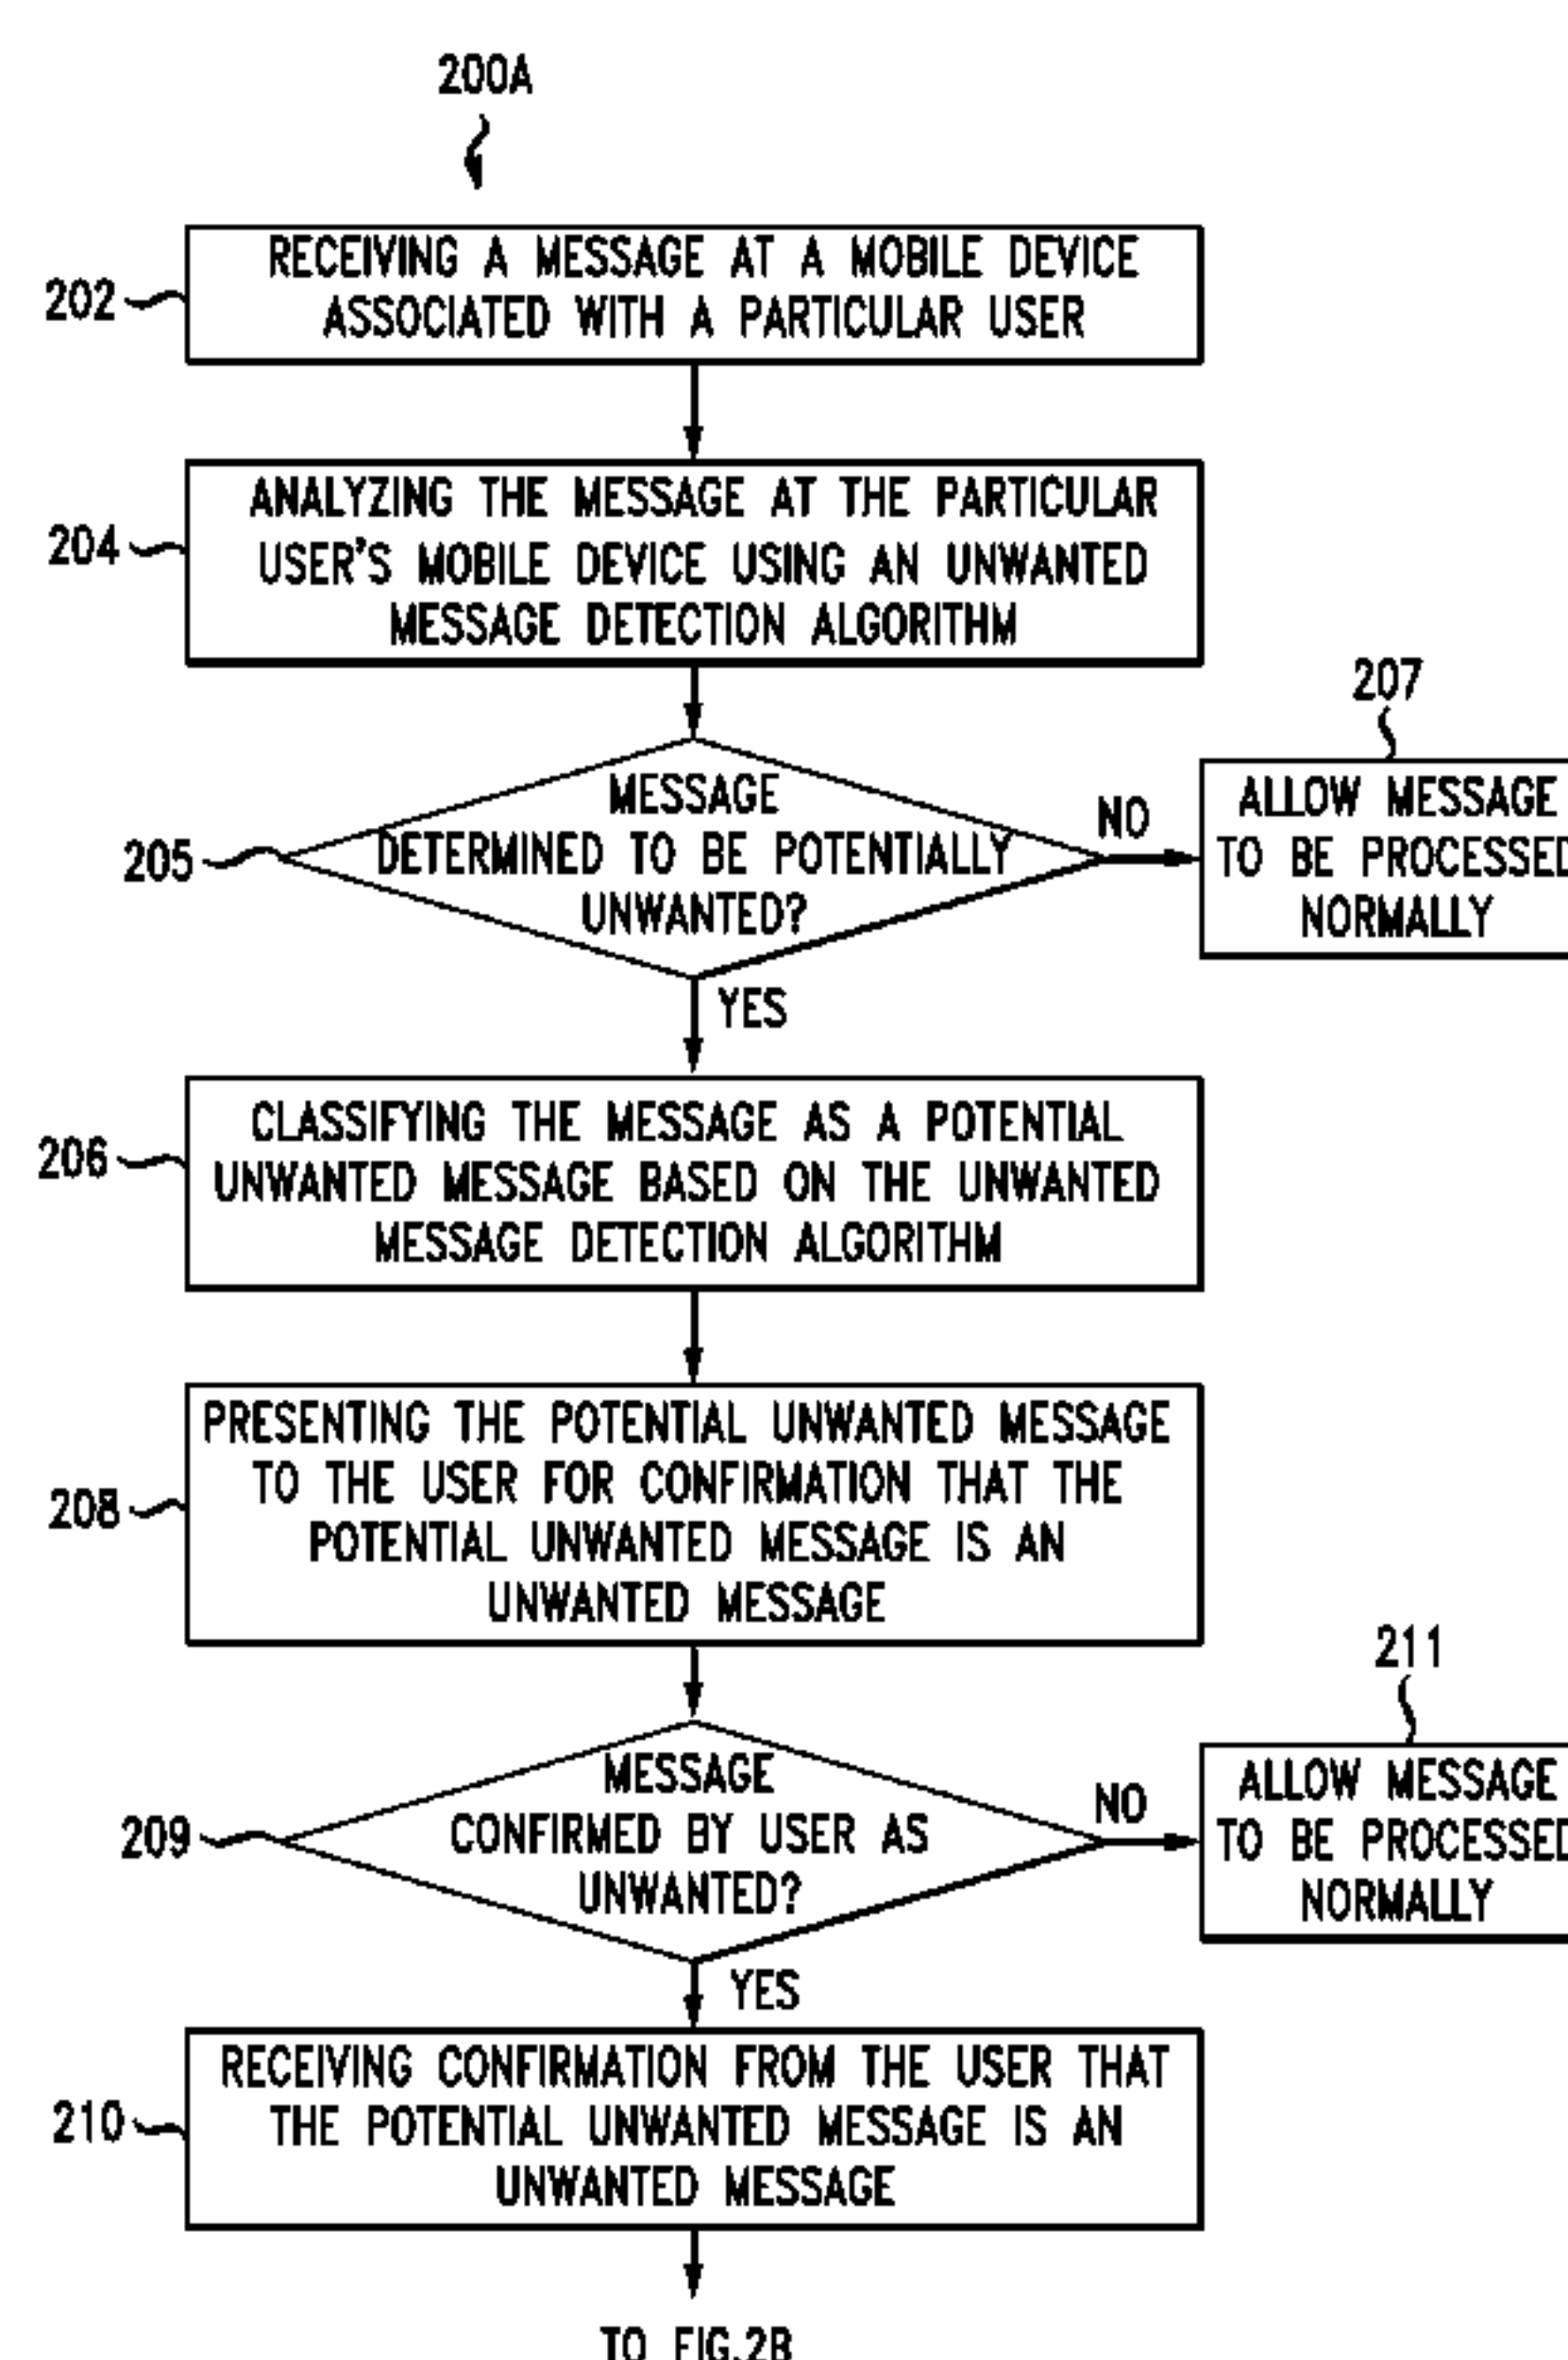 200A
202
RECEIVING A MESSAGE AT A MOBILE DEVICE
ASSOCIATED WITH A PARTICULAR USER
204
ANALYZING THE MESSAGE AT THE PARTICULAR
USER'S MOBILE DEVICE USING AN UNWANTED
MESSAGE DETECTION ALGORITHM
205
MESSAGE
DETERMINED TO BE POTENTIALLY
UNWANTED?
NO
207
ALLOW MESSAGE
TO BE PROCESSED
NORMALLY
YES
206
CLASSIFYING THE MESSAGE AS A POTENTIAL
UNWANTED MESSAGE BASED ON THE UNWANTED
MESSAGE DETECTION ALGORITHM
208
PRESENTING THE POTENTIAL UNWANTED MESSAGE
TO THE USER FOR CONFIRMATION THAT THE
POTENTIAL UNWANTED MESSAGE IS AN
UNWANTED MESSAGE
209
MESSAGE
CONFIRMED BY USER AS
UNWANTED?
NO
211
ALLOW MESSAGE
TO BE PROCESSED
NORMALLY
YES
210
RECEIVING CONFIRMATION FROM THE USER THAT
THE POTENTIAL UNWANTED MESSAGE IS AN
UNWANTED MESSAGE
TO FIG.2B